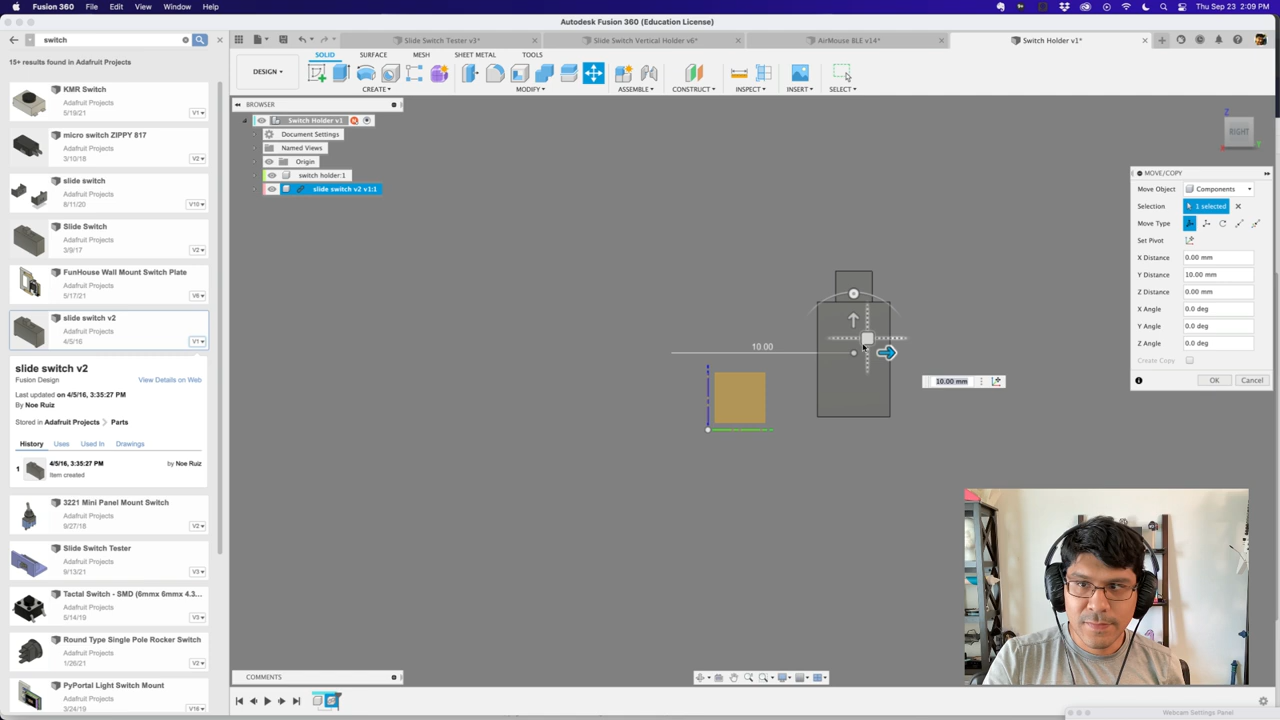 Fusion 360 File Edit View Window Help
Thu Sep 23 2:09 PM
Autodesk Fusion 360 (Education License)
switch
Slide Switch Tester v1*
Slide Switch Vertical Holder v6*
AirMouse BLE v14*
Switch Holder v1*
15+ results found in Adafruit Projects
KMR Switch
Adafruit Projects
5/19/21
V1
micro switch ZIPPY 817
Adafruit Projects
3/10/18
V2
slide switch
Adafruit Projects
6/11/20
V10
Slide Switch
Adafruit Projects
3/9/17
V2
FunHouse Wall Mount Switch Plate
Adafruit Projects
5/17/21
V8
slide switch v2
Adafruit Projects
4/5/16
V1
slide switch v2
Fusion Design
View Details on Web
Last updated on 4/5/16, 3:35:27 PM
by Noe Ruiz
Stored in Adafruit Projects > Parts
History Uses Used In Drawings
1
4/5/16, 3:35:27 PM
by Noe Ruiz
Item created
3221 Mini Panel Mount Switch
Adafruit Projects
9/27/18
V2
Slide Switch Tester
Adafruit Projects
9/13/21
V3
Tactal Switch - SMD (6mmx 6mmx 4.3...
Adafruit Projects
5/14/19
V3
Round Type Single Pole Rocker Switch
Adafruit Projects
1/28/21
V2
PyPortal Light Switch Mount
Adafruit Projects
3/24/19
V16
DESIGN
SOLID SURFACE MESH SHEET METAL TOOLS
CREATE MODIFY ASSEMBLE CONSTRUCT INSPECT INSERT SELECT
BROWSER
Switch Holder v1
Document Settings
Named Views
Origin
switch holder:1
slide switch v2 v1:1
Z
RIGHT
Y
10.00
10.00 mm
MOVE/COPY
Move Object Components
Selection 1 selected
Move Type
Set Pivot
X Distance 0.00 mm
Y Distance 10.00 mm
Z Distance 0.00 mm
X Angle 0.0 deg
Y Angle 0.0 deg
Z Angle 0.0 deg
Create Copy
OK Cancel
COMMENTS
Webcam Settings Panel